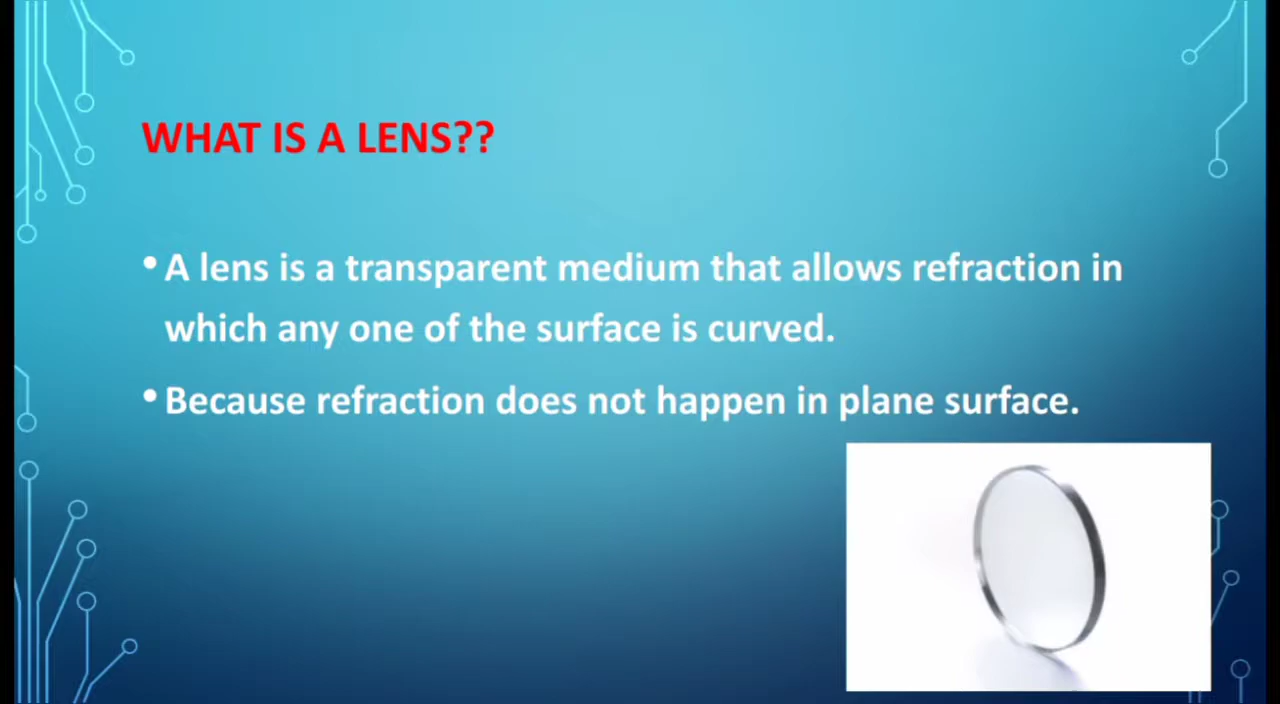 WHAT IS A LENS??
• A lens is a transparent medium that allows refraction in
which any one of the surface is curved.
• Because refraction does not happen in plane surface.